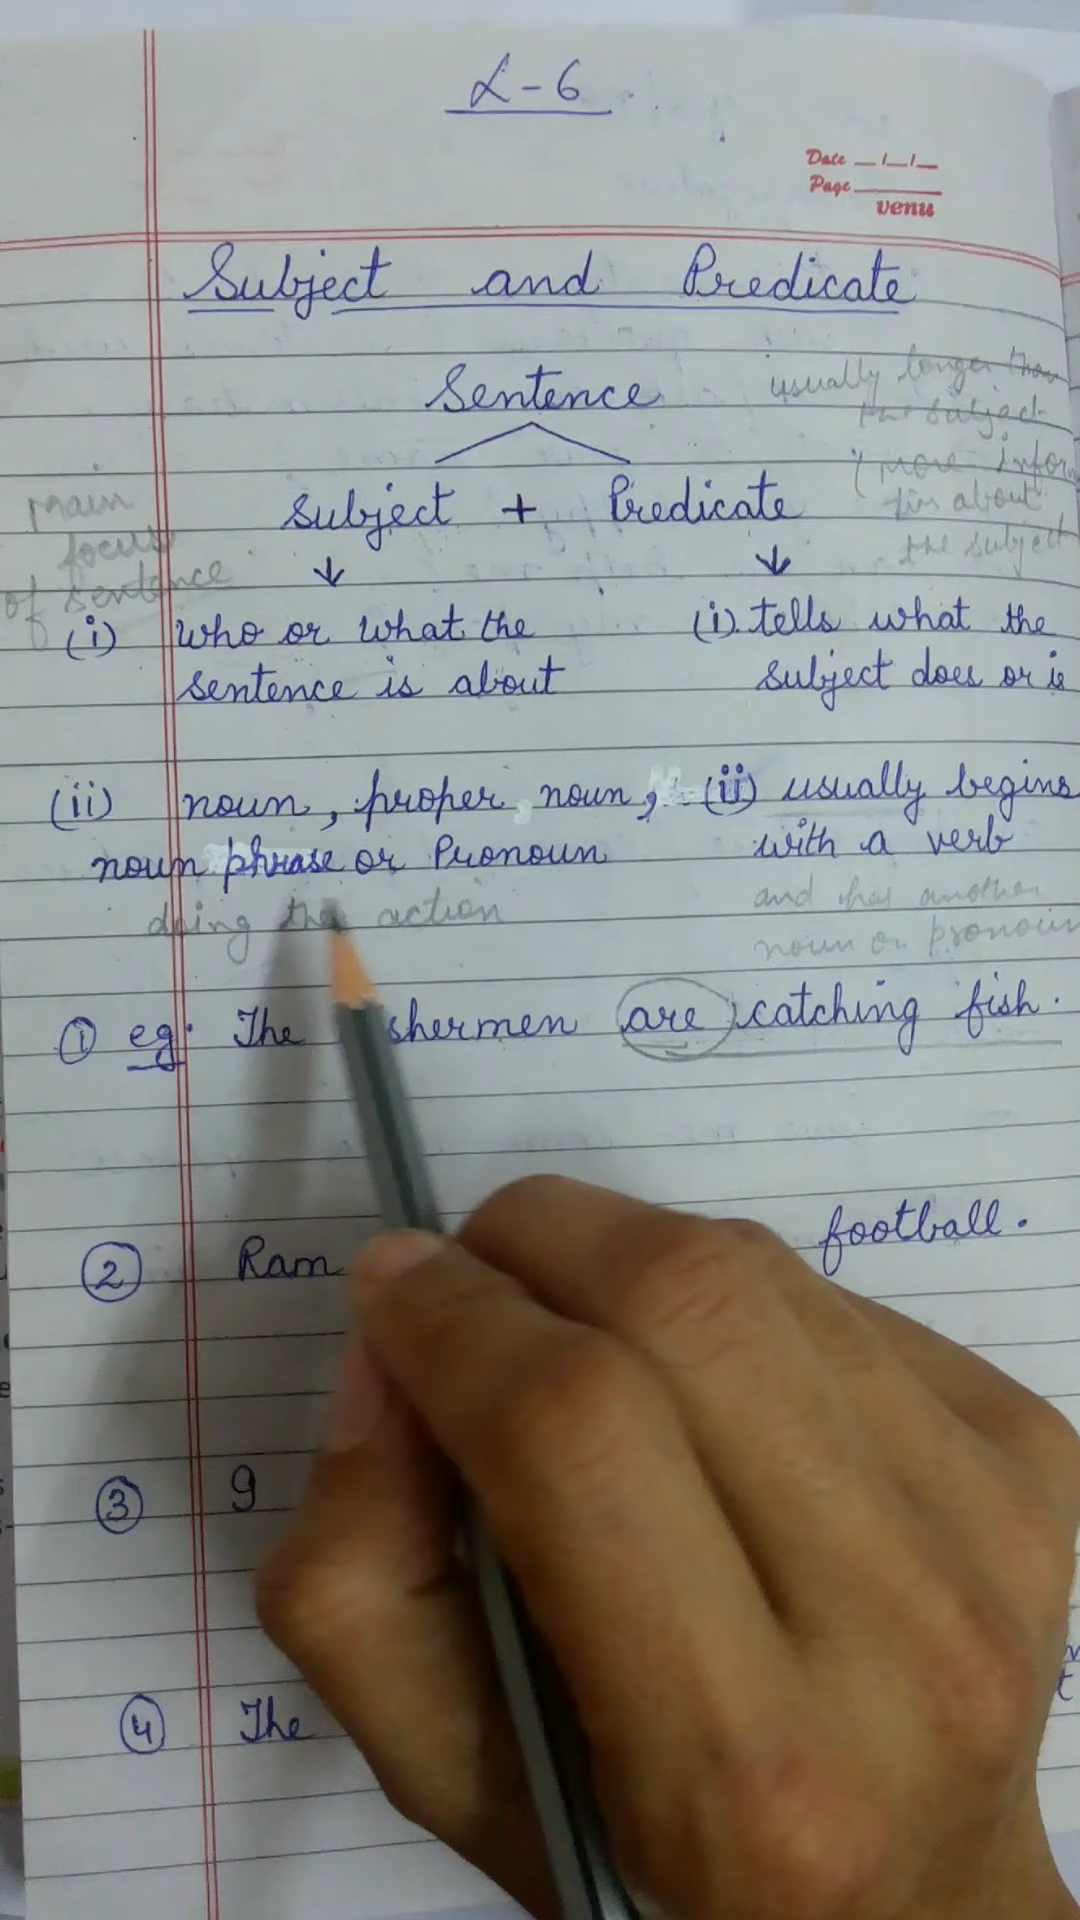 L-6
Date __/__/__
Page
venu
Subject and Predicate
Sentence
usually longer than
the subject
Subject + Predicate
more infor
tion about
the subject
main
focus
of sentence
(i) who or what the
sentence is about
(i). tells what the
subject does or is
(ii) noun, proper, noun,
noun phrase or Pronoun
doing the action
(ii) usually begins
with a verb
and has another
noun or pronoun
① eg. The shermen are catching fish.
② Ram football.
③ I
④ The